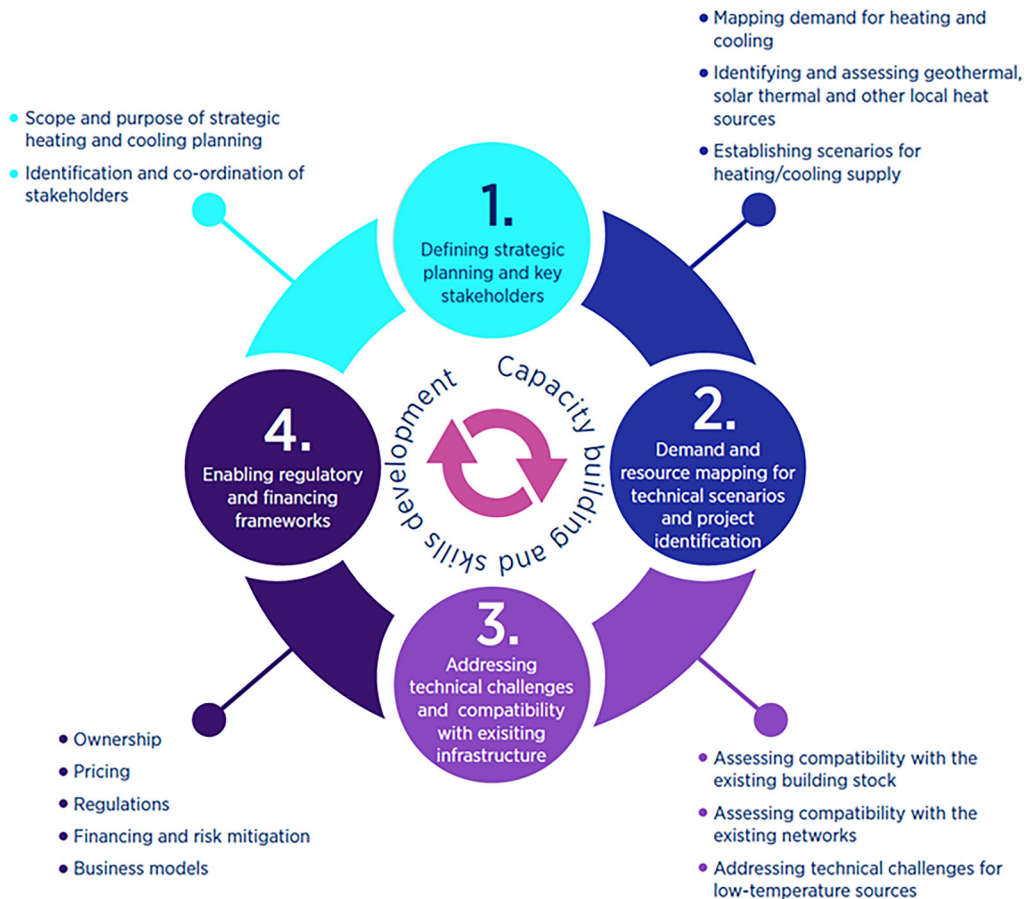 • Scope and purpose of strategic
heating and cooling planning
• Identification and co-ordination of
stakeholders
1.
Defining strategic
planning and key
stakeholders
• Mapping demand for heating and
cooling
• Identifying and assessing geothermal,
solar thermal and other local heat
sources
• Establishing scenarios for
heating/cooling supply
2.
Demand and
resource mapping for
technical scenarios
and project
identification
3.
Addressing
technical challenges
and compatibility
with exisiting
infrastructure
• Assessing compatibility with the
existing building stock
• Assessing compatibility with the
existing networks
• Addressing technical challenges for
low-temperature sources
4.
Enabling regulatory
and financing
frameworks
• Ownership
• Pricing
• Regulations
• Financing and risk mitigation
• Business models
Capacity building and skills development